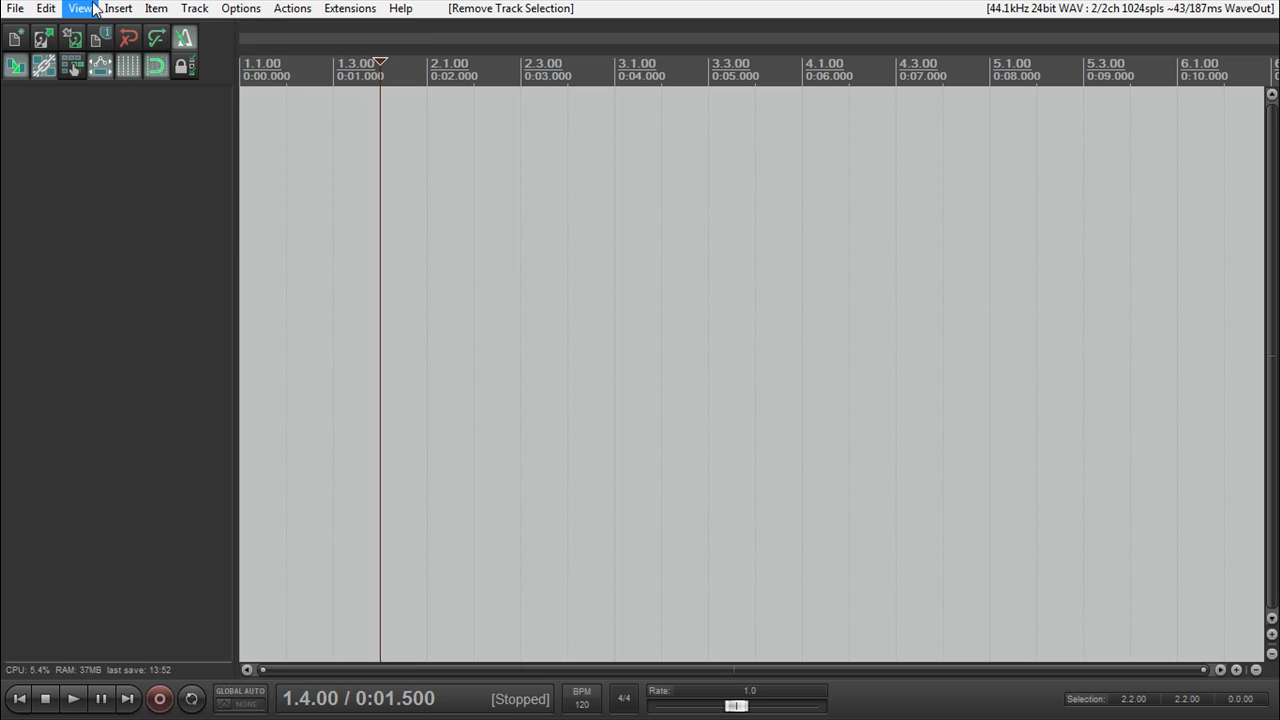 File Edit View Insert Item Track Options Actions Extensions Help [Remove Track Selection] [44.1kHz 24bit WAV : 2/2ch 1024spls ~43/187ms WaveOut]
1.1.00 1.3.00 2.1.00 2.3.00 3.1.00 3.3.00 4.1.00 4.3.00 5.1.00 5.3.00 6.1.00
0:00.000 0:01.000 0:02.000 0:03.000 0:04.000 0:05.000 0:06.000 0:07.000 0:08.000 0:09.000 0:10.000
CPU: 5.4% RAM: 37MB last save: 13:52
GLOBAL AUTO
NONE
1.4.00 / 0:01.500 [Stopped]
BPM
120
4/4
Rate: 1.0
Selection: 2.2.00 2.2.00 0.0.00